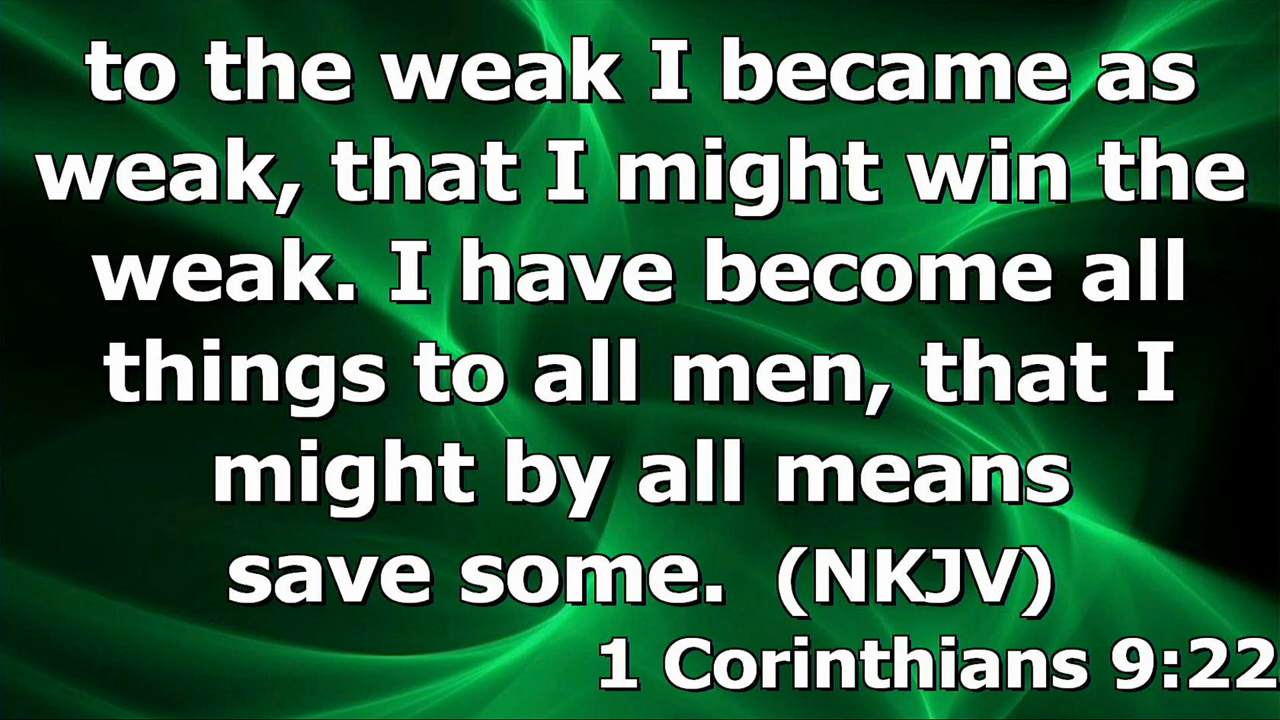 to the weak I became as
weak, that I might win the
weak. I have become all
things to all men, that I
might by all means
save some.  (NKJV)
1 Corinthians 9:22